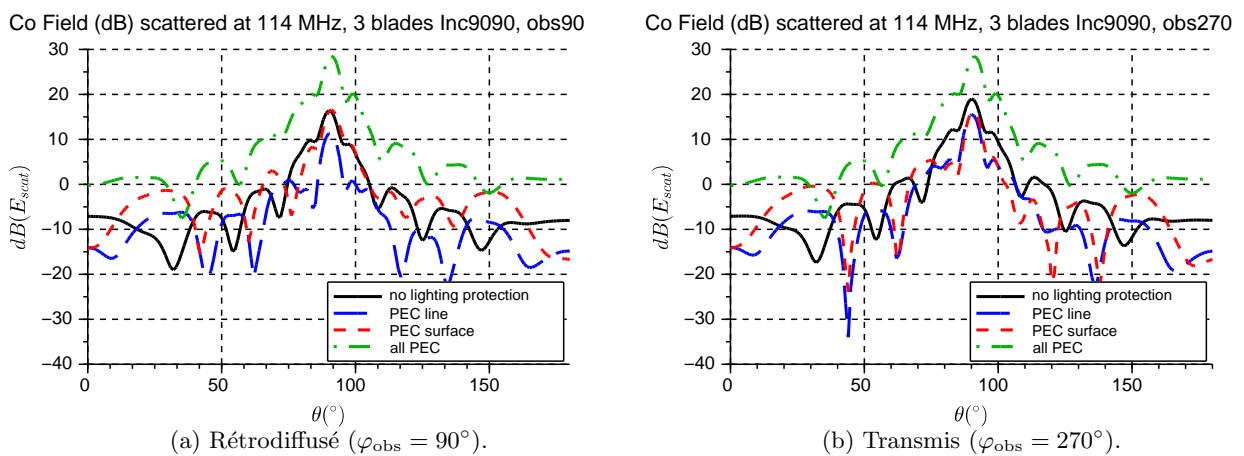 Co Field (dB) scattered at 114 MHz, 3 blades Inc9090, obs90
30
20
10
0
−10
−20
−30
−40
dB(E_scat)
0
50
100
150
θ(°)
no lighting protection
PEC line
PEC surface
all PEC
(a) Rétrodiffusé (φobs = 90°).
Co Field (dB) scattered at 114 MHz, 3 blades Inc9090, obs270
30
20
10
0
−10
−20
−30
−40
dB(E_scat)
0
50
100
150
θ(°)
no lighting protection
PEC line
PEC surface
all PEC
(b) Transmis (φobs = 270°).